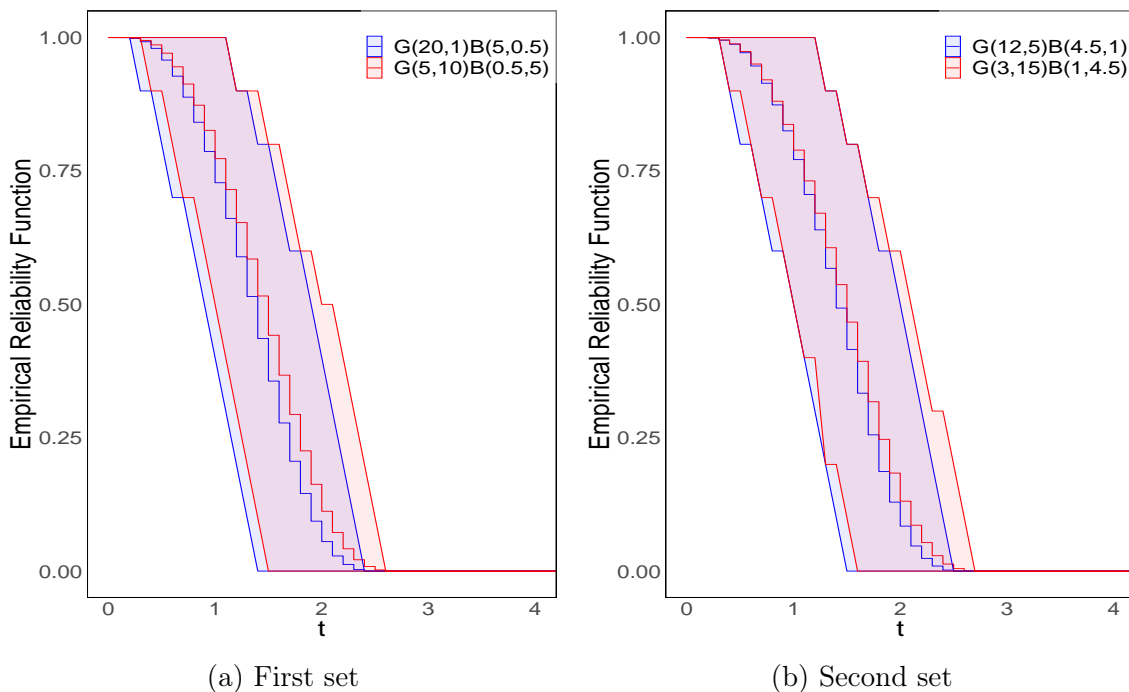 G(20,1)B(5,0.5)
G(5,10)B(0.5,5)
1.00
0.75
0.50
0.25
0.00
Empirical Reliability Function
0 1 2 3 4
t
(a) First set
G(12,5)B(4.5,1)
G(3,15)B(1,4.5)
1.00
0.75
0.50
0.25
0.00
Empirical Reliability Function
0 1 2 3 4
t
(b) Second set